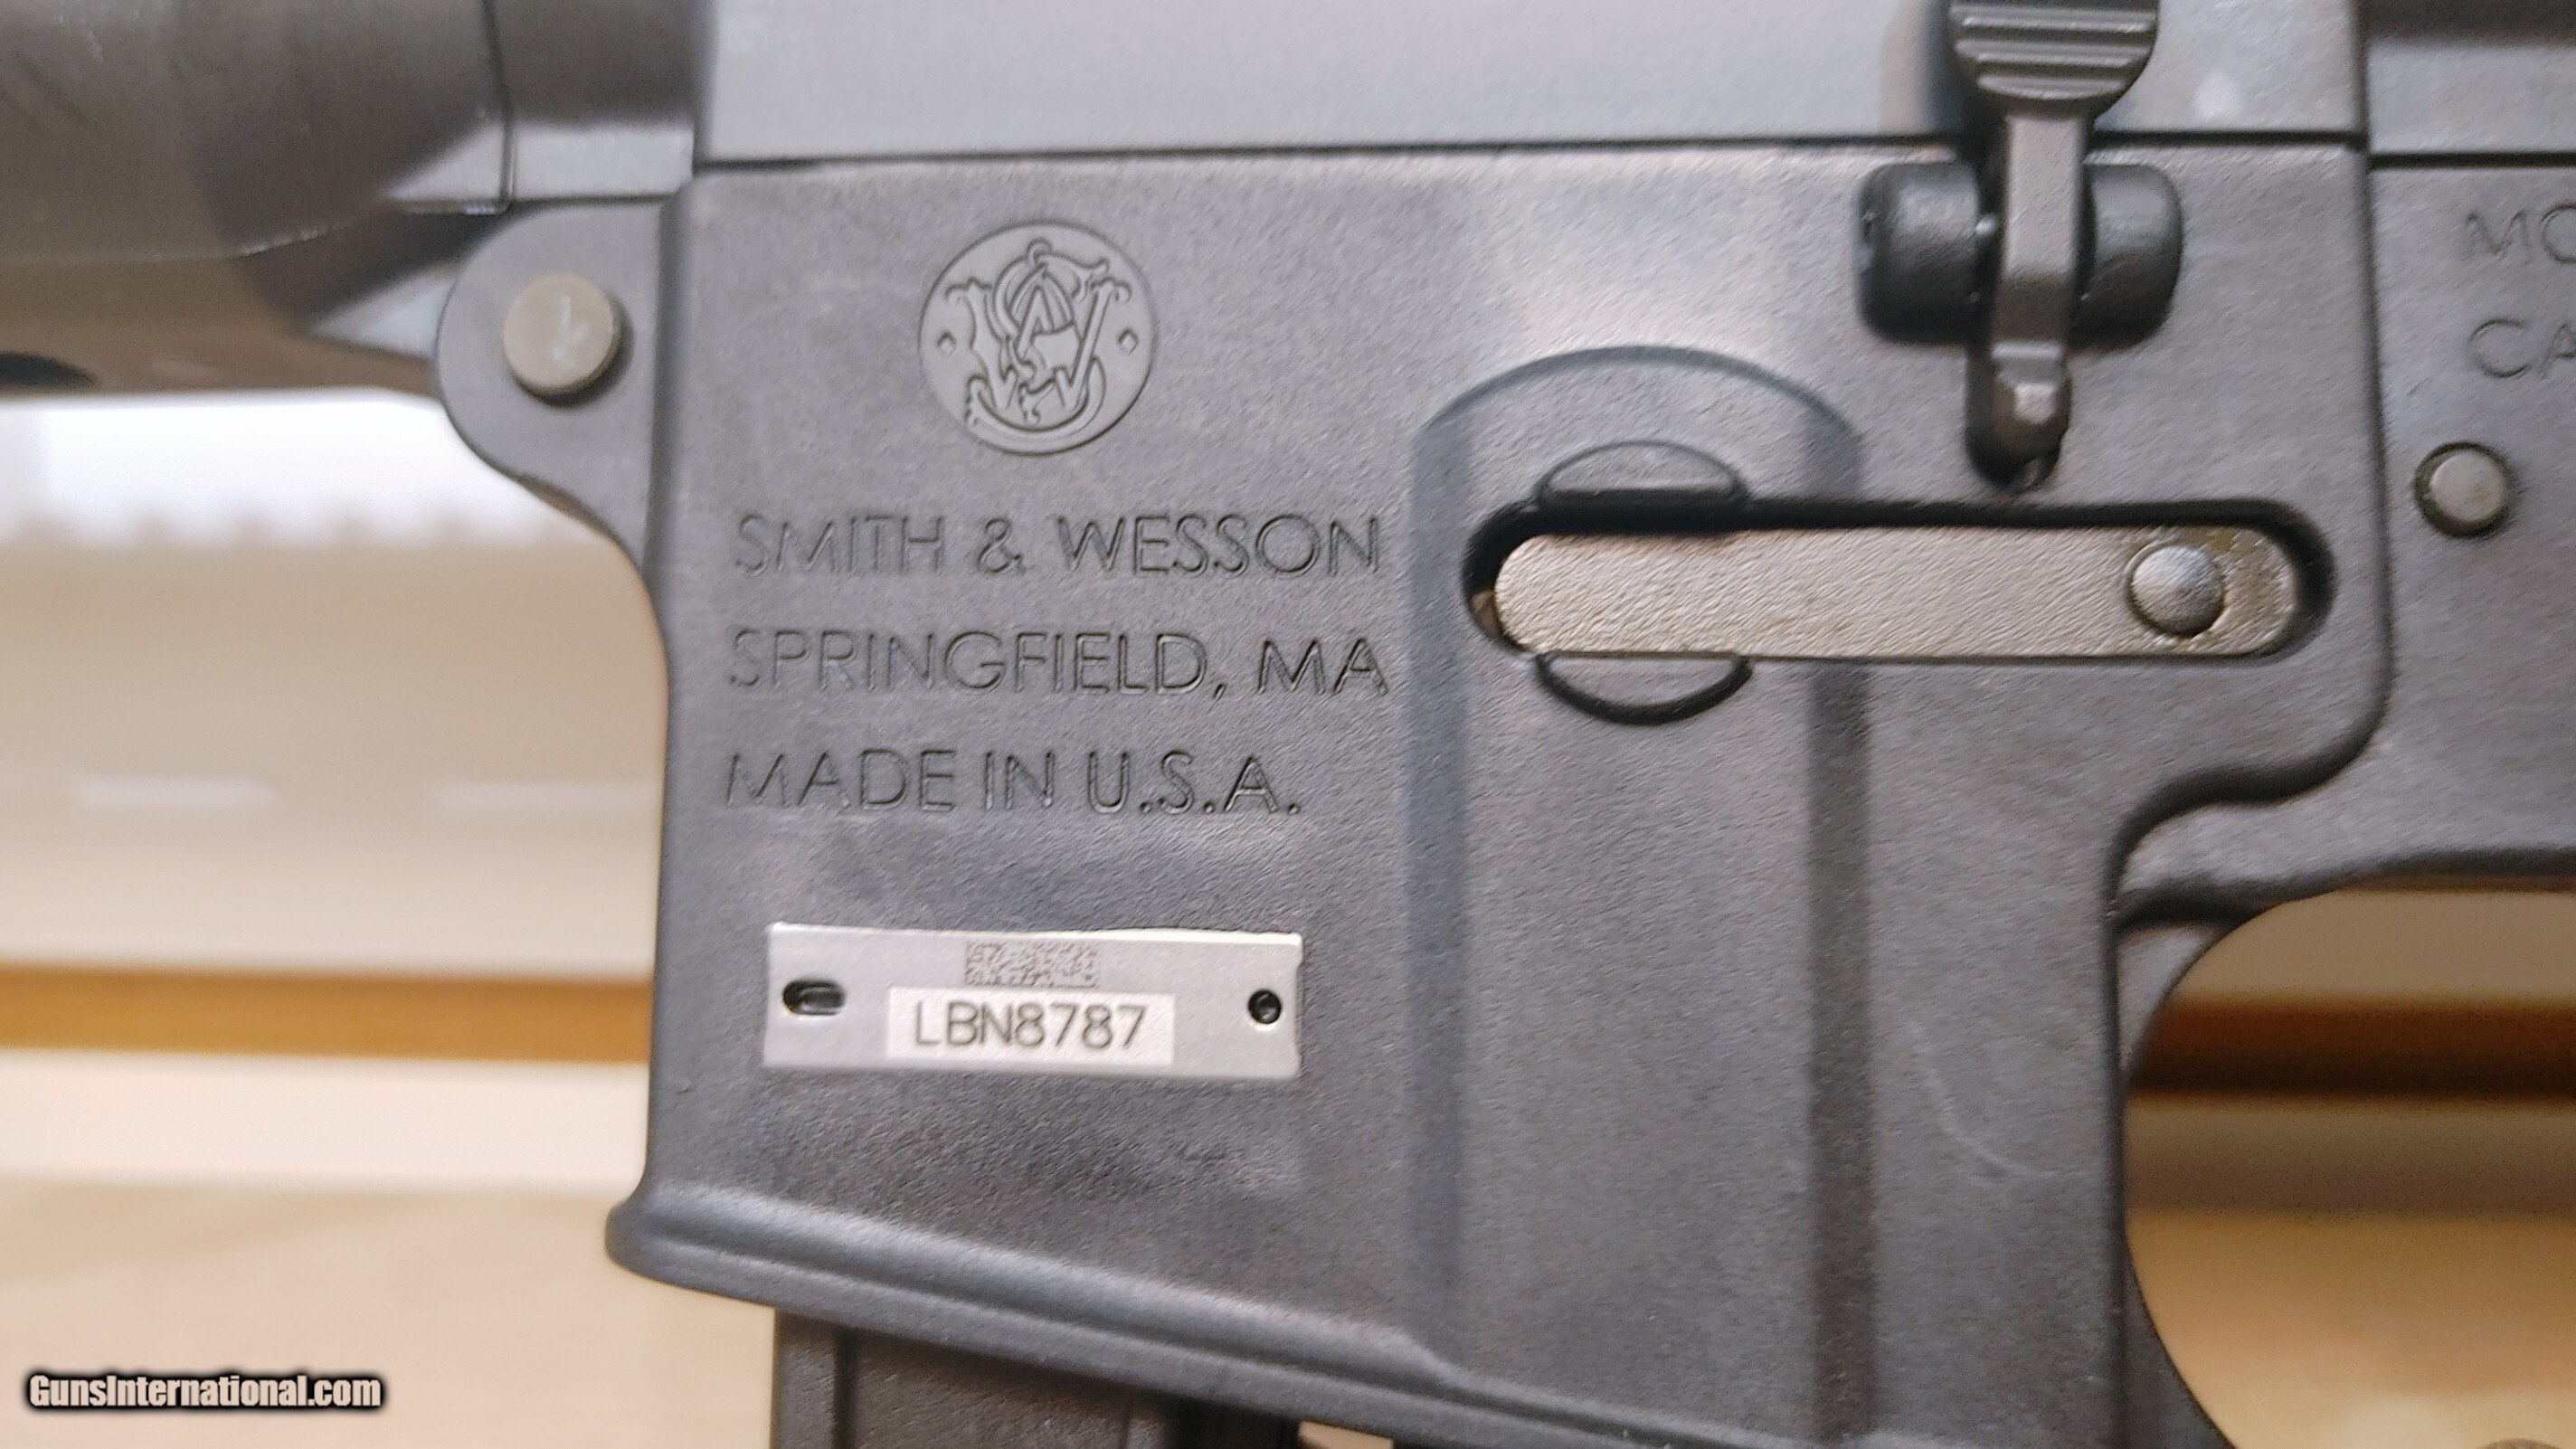 SMITH & WESSON
SPRINGFIELD, MA
MADE IN U.S.A.
LBN8787
GunsInternational.com